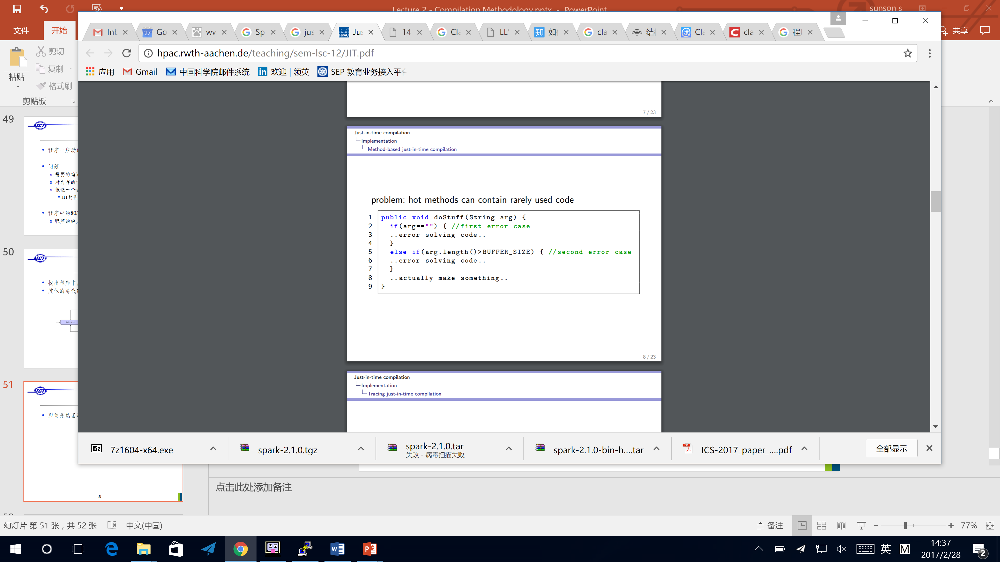 Lecture 2 - Compilation Methodology.pptx - PowerPoint
sunson s
文件
开始
共享
粘贴
剪切
复制
格式刷
剪贴板
Go
Sp
如
27
14
HPAC
知
hpac.rwth-aachen.de/teaching/sem-lsc-12/JIT.pdf
应用
Gmail
中国科学院邮件系统
欢迎 | 领英
SEP 教育业务接入平台
7 / 23
Just-in-time compilation
Implementation
Method-based just-in-time compilation
problem: hot methods can contain rarely used code
1 public void doStuff(String arg) {
2 if(arg=="") { //first error case
3 ..error solving code..
4 }
5 else if(arg.length()>BUFFER_SIZE) { //second error case
6 ..error solving code..
7 }
8 ..actually make something..
9 }
8 / 23
Just-in-time compilation
Implementation
Tracing just-in-time compilation
49
程序一启动
问题
需要的编
对内存的
假设一个
JIT的代
程序中的80/
程序的绝
50
找出程序中
其他的冷代
interpret
51
即使是热函
51
7z1604-x64.exe
spark-2.1.0.tgz
spark-2.1.0.tar
失败 - 病毒扫描失败
spark-2.1.0-bin-h....tar
ICS-2017_paper_....pdf
全部显示
点击此处添加备注
幻灯片 第 51 张，共 52 张
中文(中国)
备注
77%
英
M
14:37
2017/2/28
2